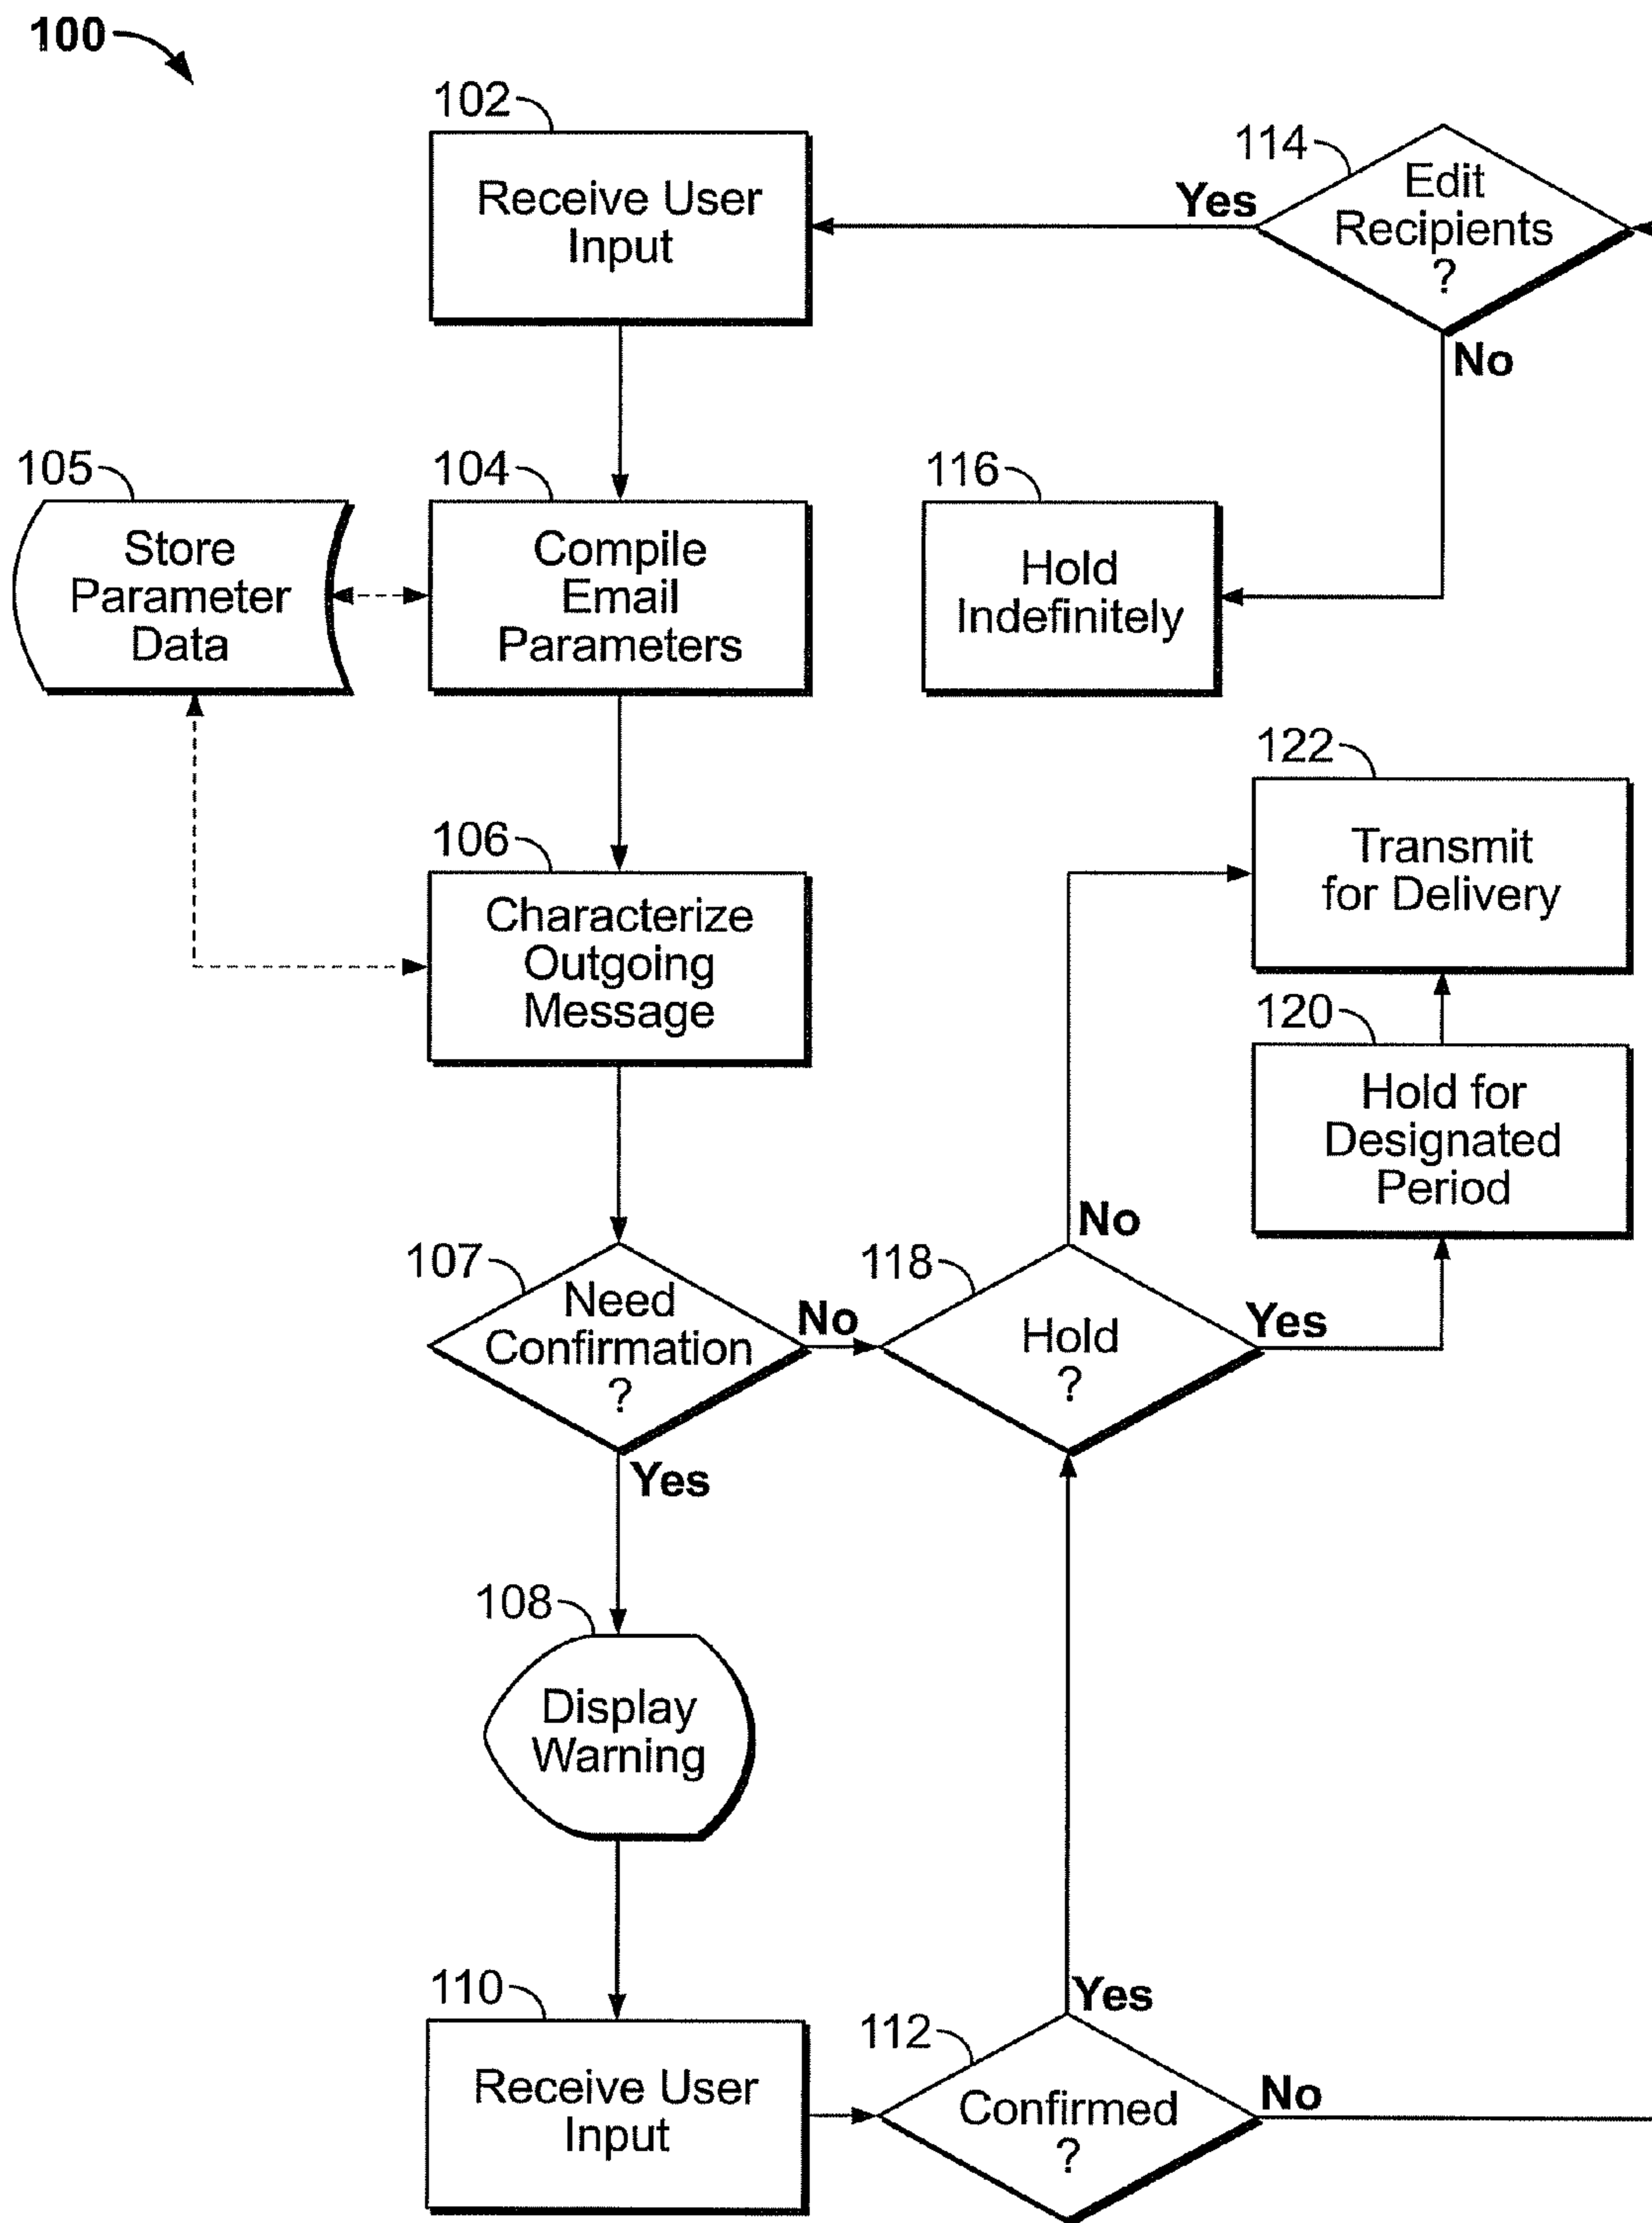 100
102
Receive User
Input
114
Edit
Recipients
?
Yes
No
105
Store
Parameter
Data
104
Compile
Email
Parameters
116
Hold
Indefinitely
122
Transmit
for Delivery
106
Characterize
Outgoing
Message
120
Hold for
Designated
Period
107
Need
Confirmation
?
No
Yes
118
Hold
?
No
Yes
108
Display
Warning
110
Receive User
Input
112
Confirmed
?
Yes
No